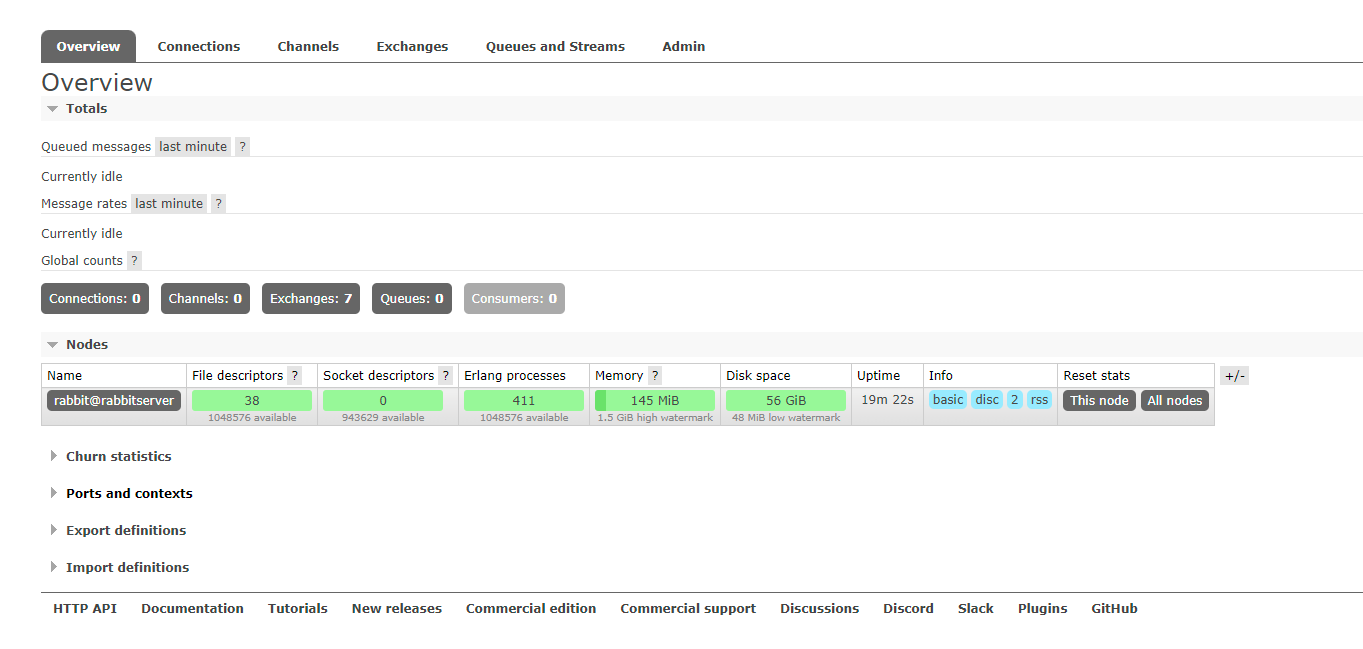 Overview Connections Channels Exchanges Queues and Streams Admin
Overview
Totals
Queued messages last minute ?
Currently idle
Message rates last minute ?
Currently idle
Global counts ?
Connections: 0 Channels: 0 Exchanges: 7 Queues: 0 Consumers: 0
Nodes
Name File descriptors ? Socket descriptors ? Erlang processes Memory ? Disk space Uptime Info Reset stats +/-
rabbit@rabbitserver 38 0 411 145 MiB 56 GiB 19m 22s basic disc 2 rss This node All nodes
1048576 available 943629 available 1048576 available 1.5 GiB high watermark 48 MiB low watermark
Churn statistics
Ports and contexts
Export definitions
Import definitions
HTTP API Documentation Tutorials New releases Commercial edition Commercial support Discussions Discord Slack Plugins GitHub